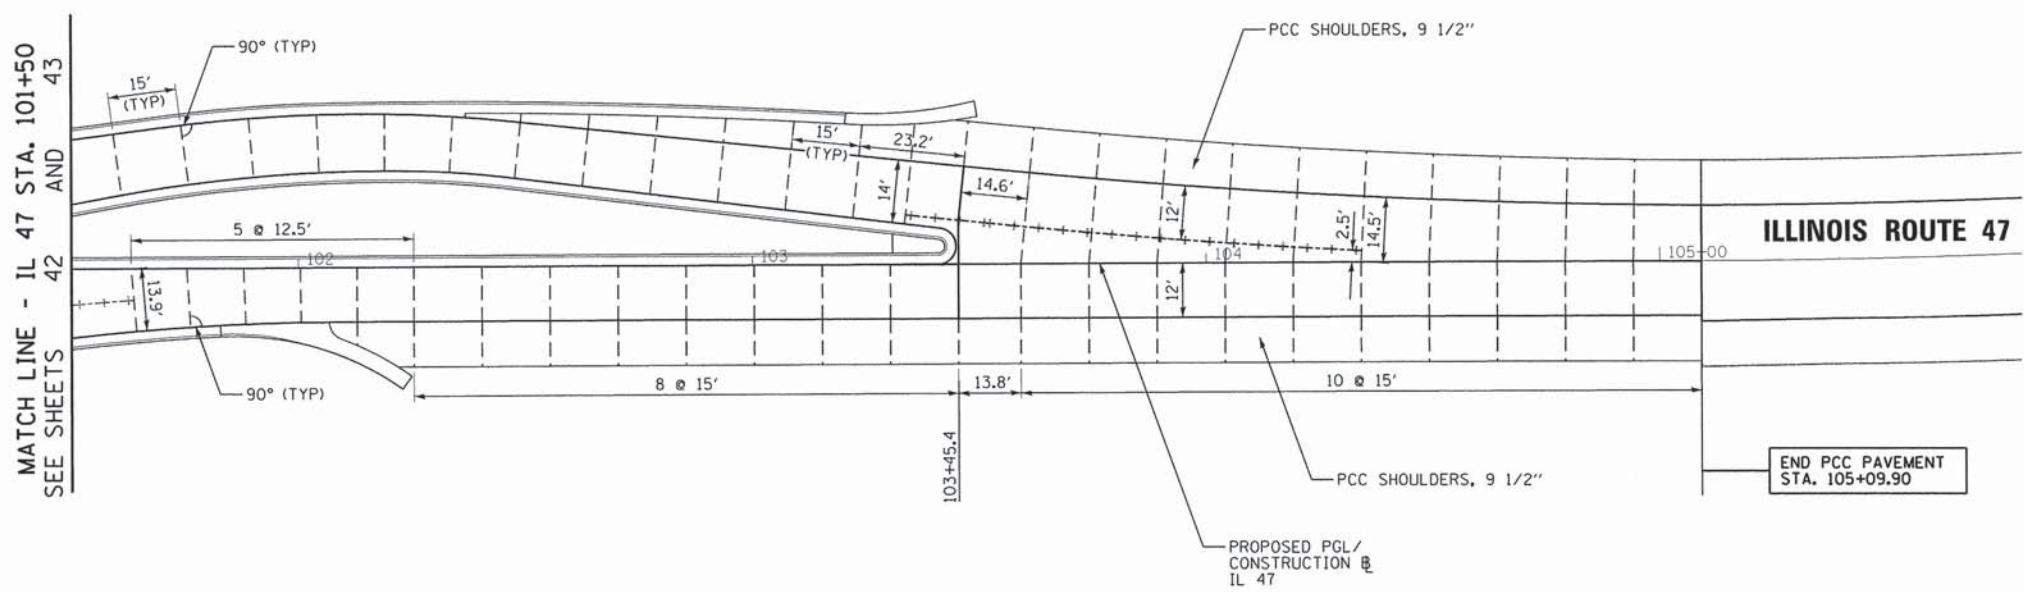 MATCH LINE - IL 47 STA. 101+50
SEE SHEETS 42 AND 43
90° (TYP)
15'
(TYP)
PCC SHOULDERS, 9 1/2"
15'
(TYP)
23.2'
14'
14.6'
12'
2.5'
14.5'
5 @ 12.5'
102
103
104
105+00
ILLINOIS ROUTE 47
13.9'
12'
90° (TYP)
8 @ 15'
13.8'
10 @ 15'
103+45.4
PCC SHOULDERS, 9 1/2"
END PCC PAVEMENT
STA. 105+09.90
PROPOSED PGL/
CONSTRUCTION ℄
IL 47